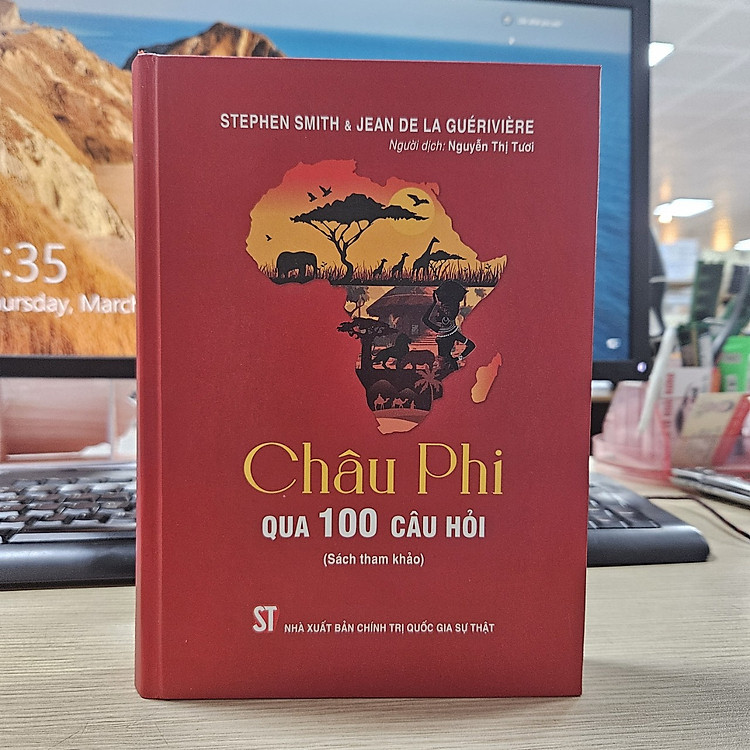 STEPHEN SMITH & JEAN DE LA GUÉRIVIÈRE
Người dịch: Nguyễn Thị Tươi
Châu Phi
QUA 100 CÂU HỎI
(Sách tham khảo)
ST NHÀ XUẤT BẢN CHÍNH TRỊ QUỐC GIA SỰ THẬT
:35
March